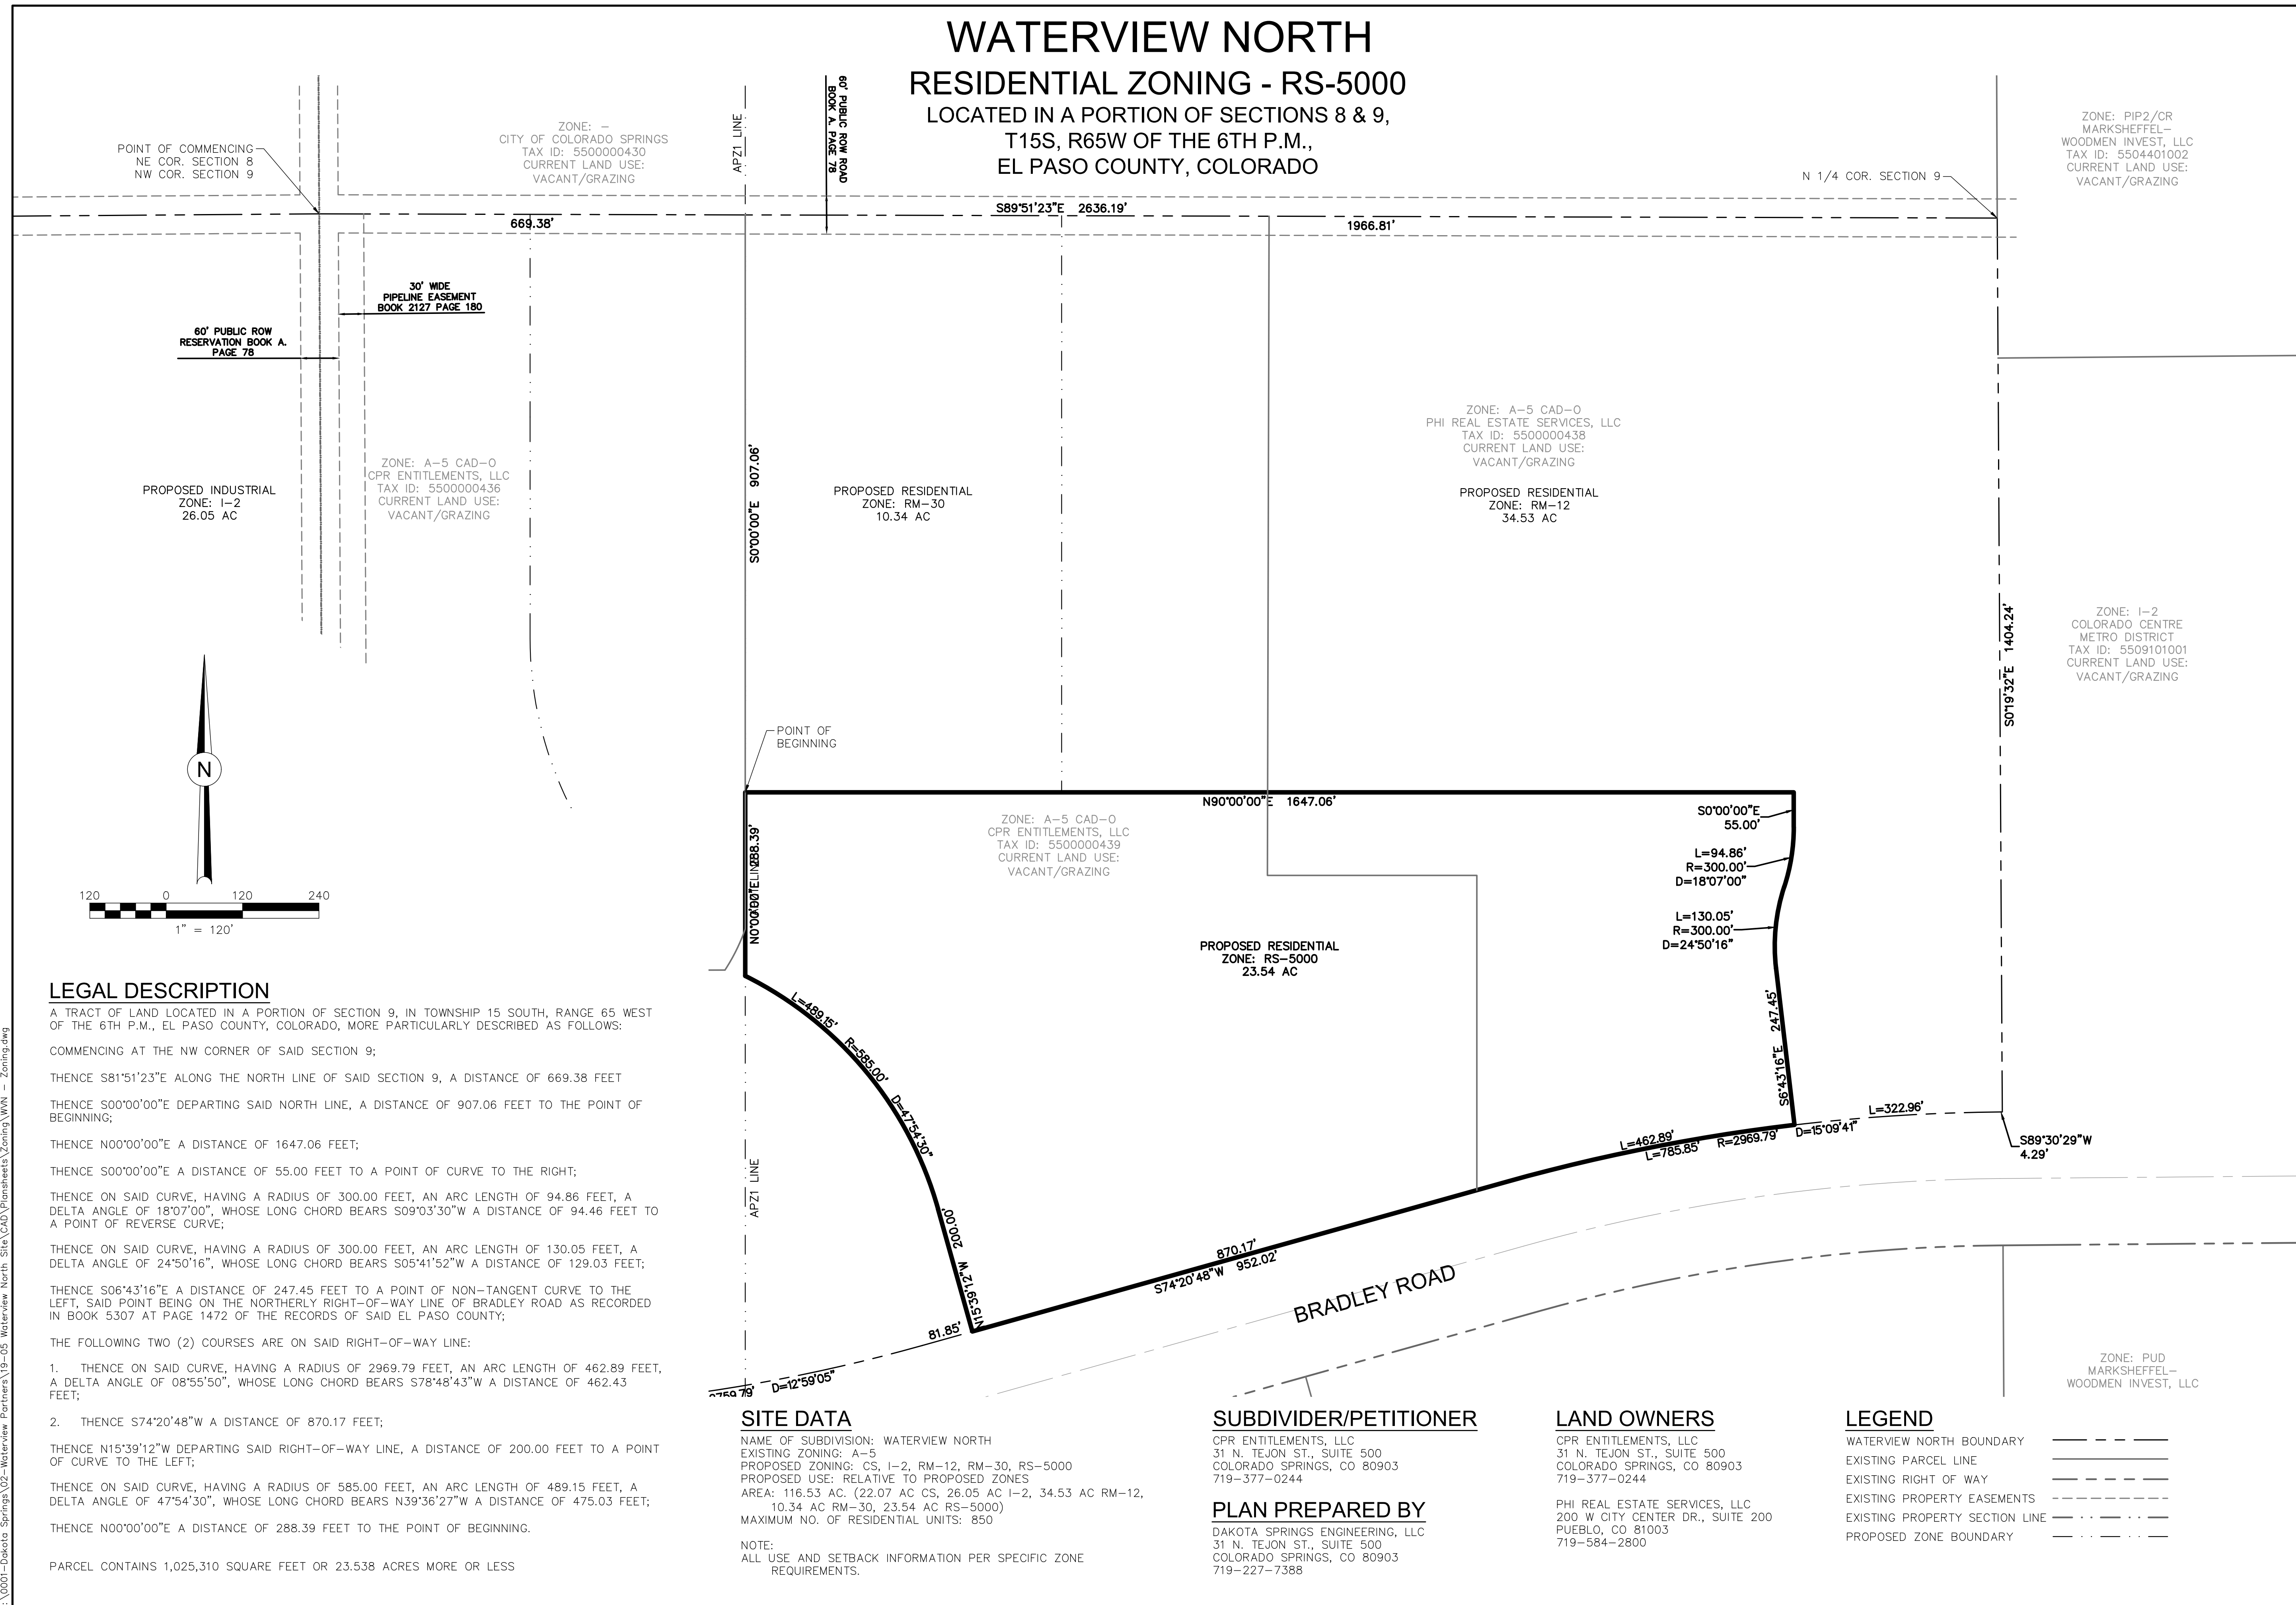 WATERVIEW NORTH
RESIDENTIAL ZONING - RS-5000
LOCATED IN A PORTION OF SECTIONS 8 & 9,
T15S, R65W OF THE 6TH P.M.,
EL PASO COUNTY, COLORADO
POINT OF COMMENCING
NE COR. SECTION 8
NW COR. SECTION 9
ZONE: –
CITY OF COLORADO SPRINGS
TAX ID: 5500000430
CURRENT LAND USE:
VACANT/GRAZING
APZ1 LINE
60' PUBLIC ROW ROAD
BOOK A. PAGE 78
N 1/4 COR. SECTION 9
ZONE: PIP2/CR
MARKSHEFFEL–
WOODMEN INVEST, LLC
TAX ID: 5504401002
CURRENT LAND USE:
VACANT/GRAZING
S89°51'23"E 2636.19'
669.38'
1966.81'
30' WIDE
PIPELINE EASEMENT
BOOK 2127 PAGE 180
60' PUBLIC ROW
RESERVATION BOOK A.
PAGE 78
PROPOSED INDUSTRIAL
ZONE: I–2
26.05 AC
ZONE: A–5 CAD–O
CPR ENTITLEMENTS, LLC
TAX ID: 5500000436
CURRENT LAND USE:
VACANT/GRAZING
S0°00'00"E 907.06'
PROPOSED RESIDENTIAL
ZONE: RM–30
10.34 AC
ZONE: A–5 CAD–O
PHI REAL ESTATE SERVICES, LLC
TAX ID: 5500000438
CURRENT LAND USE:
VACANT/GRAZING
PROPOSED RESIDENTIAL
ZONE: RM–12
34.53 AC
S0°19'32"E 1404.24'
ZONE: I–2
COLORADO CENTRE
METRO DISTRICT
TAX ID: 5509101001
CURRENT LAND USE:
VACANT/GRAZING
N
120 0 120 240
1" = 120'
POINT OF
BEGINNING
N90°00'00"E 1647.06'
N0°00'00"E 288.39'
ZONE: A–5 CAD–O
CPR ENTITLEMENTS, LLC
TAX ID: 5500000439
CURRENT LAND USE:
VACANT/GRAZING
S0°00'00"E
55.00'
L=94.86'
R=300.00'
D=18°07'00"
L=130.05'
R=300.00'
D=24°50'16"
PROPOSED RESIDENTIAL
ZONE: RS–5000
23.54 AC
S6°43'16"E 247.45'
L=489.15' R=585.00' D=47°54'30"
N15°39'12"W 200.00'
APZ1 LINE
L=322.96'
L=462.89'
L=785.85' R=2969.79' D=15°09'41"
S89°30'29"W
4.29'
870.17'
S74°20'48"W 952.02'
BRADLEY ROAD
81.85'
D=12°59'05"
ZONE: PUD
MARKSHEFFEL–
WOODMEN INVEST, LLC
LEGAL DESCRIPTION
A TRACT OF LAND LOCATED IN A PORTION OF SECTION 9, IN TOWNSHIP 15 SOUTH, RANGE 65 WEST
OF THE 6TH P.M., EL PASO COUNTY, COLORADO, MORE PARTICULARLY DESCRIBED AS FOLLOWS:
COMMENCING AT THE NW CORNER OF SAID SECTION 9;
THENCE S81°51'23"E ALONG THE NORTH LINE OF SAID SECTION 9, A DISTANCE OF 669.38 FEET
THENCE S00°00'00"E DEPARTING SAID NORTH LINE, A DISTANCE OF 907.06 FEET TO THE POINT OF
BEGINNING;
THENCE N00°00'00"E A DISTANCE OF 1647.06 FEET;
THENCE S00°00'00"E A DISTANCE OF 55.00 FEET TO A POINT OF CURVE TO THE RIGHT;
THENCE ON SAID CURVE, HAVING A RADIUS OF 300.00 FEET, AN ARC LENGTH OF 94.86 FEET, A
DELTA ANGLE OF 18°07'00", WHOSE LONG CHORD BEARS S09°03'30"W A DISTANCE OF 94.46 FEET TO
A POINT OF REVERSE CURVE;
THENCE ON SAID CURVE, HAVING A RADIUS OF 300.00 FEET, AN ARC LENGTH OF 130.05 FEET, A
DELTA ANGLE OF 24°50'16", WHOSE LONG CHORD BEARS S05°41'52"W A DISTANCE OF 129.03 FEET;
THENCE S06°43'16"E A DISTANCE OF 247.45 FEET TO A POINT OF NON–TANGENT CURVE TO THE
LEFT, SAID POINT BEING ON THE NORTHERLY RIGHT–OF–WAY LINE OF BRADLEY ROAD AS RECORDED
IN BOOK 5307 AT PAGE 1472 OF THE RECORDS OF SAID EL PASO COUNTY;
THE FOLLOWING TWO (2) COURSES ARE ON SAID RIGHT–OF–WAY LINE:
1. THENCE ON SAID CURVE, HAVING A RADIUS OF 2969.79 FEET, AN ARC LENGTH OF 462.89 FEET,
A DELTA ANGLE OF 08°55'50", WHOSE LONG CHORD BEARS S78°48'43"W A DISTANCE OF 462.43
FEET;
2. THENCE S74°20'48"W A DISTANCE OF 870.17 FEET;
THENCE N15°39'12"W DEPARTING SAID RIGHT–OF–WAY LINE, A DISTANCE OF 200.00 FEET TO A POINT
OF CURVE TO THE LEFT;
THENCE ON SAID CURVE, HAVING A RADIUS OF 585.00 FEET, AN ARC LENGTH OF 489.15 FEET, A
DELTA ANGLE OF 47°54'30", WHOSE LONG CHORD BEARS N39°36'27"W A DISTANCE OF 475.03 FEET;
THENCE N00°00'00"E A DISTANCE OF 288.39 FEET TO THE POINT OF BEGINNING.
PARCEL CONTAINS 1,025,310 SQUARE FEET OR 23.538 ACRES MORE OR LESS
SITE DATA
NAME OF SUBDIVISION: WATERVIEW NORTH
EXISTING ZONING: A–5
PROPOSED ZONING: CS, I–2, RM–12, RM–30, RS–5000
PROPOSED USE: RELATIVE TO PROPOSED ZONES
AREA: 116.53 AC. (22.07 AC CS, 26.05 AC I–2, 34.53 AC RM–12,
10.34 AC RM–30, 23.54 AC RS–5000)
MAXIMUM NO. OF RESIDENTIAL UNITS: 850
NOTE:
ALL USE AND SETBACK INFORMATION PER SPECIFIC ZONE
REQUIREMENTS.
SUBDIVIDER/PETITIONER
CPR ENTITLEMENTS, LLC
31 N. TEJON ST., SUITE 500
COLORADO SPRINGS, CO 80903
719–377–0244
PLAN PREPARED BY
DAKOTA SPRINGS ENGINEERING, LLC
31 N. TEJON ST., SUITE 500
COLORADO SPRINGS, CO 80903
719–227–7388
LAND OWNERS
CPR ENTITLEMENTS, LLC
31 N. TEJON ST., SUITE 500
COLORADO SPRINGS, CO 80903
719–377–0244
PHI REAL ESTATE SERVICES, LLC
200 W CITY CENTER DR., SUITE 200
PUEBLO, CO 81003
719–584–2800
LEGEND
WATERVIEW NORTH BOUNDARY
EXISTING PARCEL LINE
EXISTING RIGHT OF WAY
EXISTING PROPERTY EASEMENTS
EXISTING PROPERTY SECTION LINE
PROPOSED ZONE BOUNDARY
:\0001–Dakota Springs\02–Waterview Partners\19–05 Waterview North Site\CAD\Plansheets\Zoning\WVN – Zoning.dwg